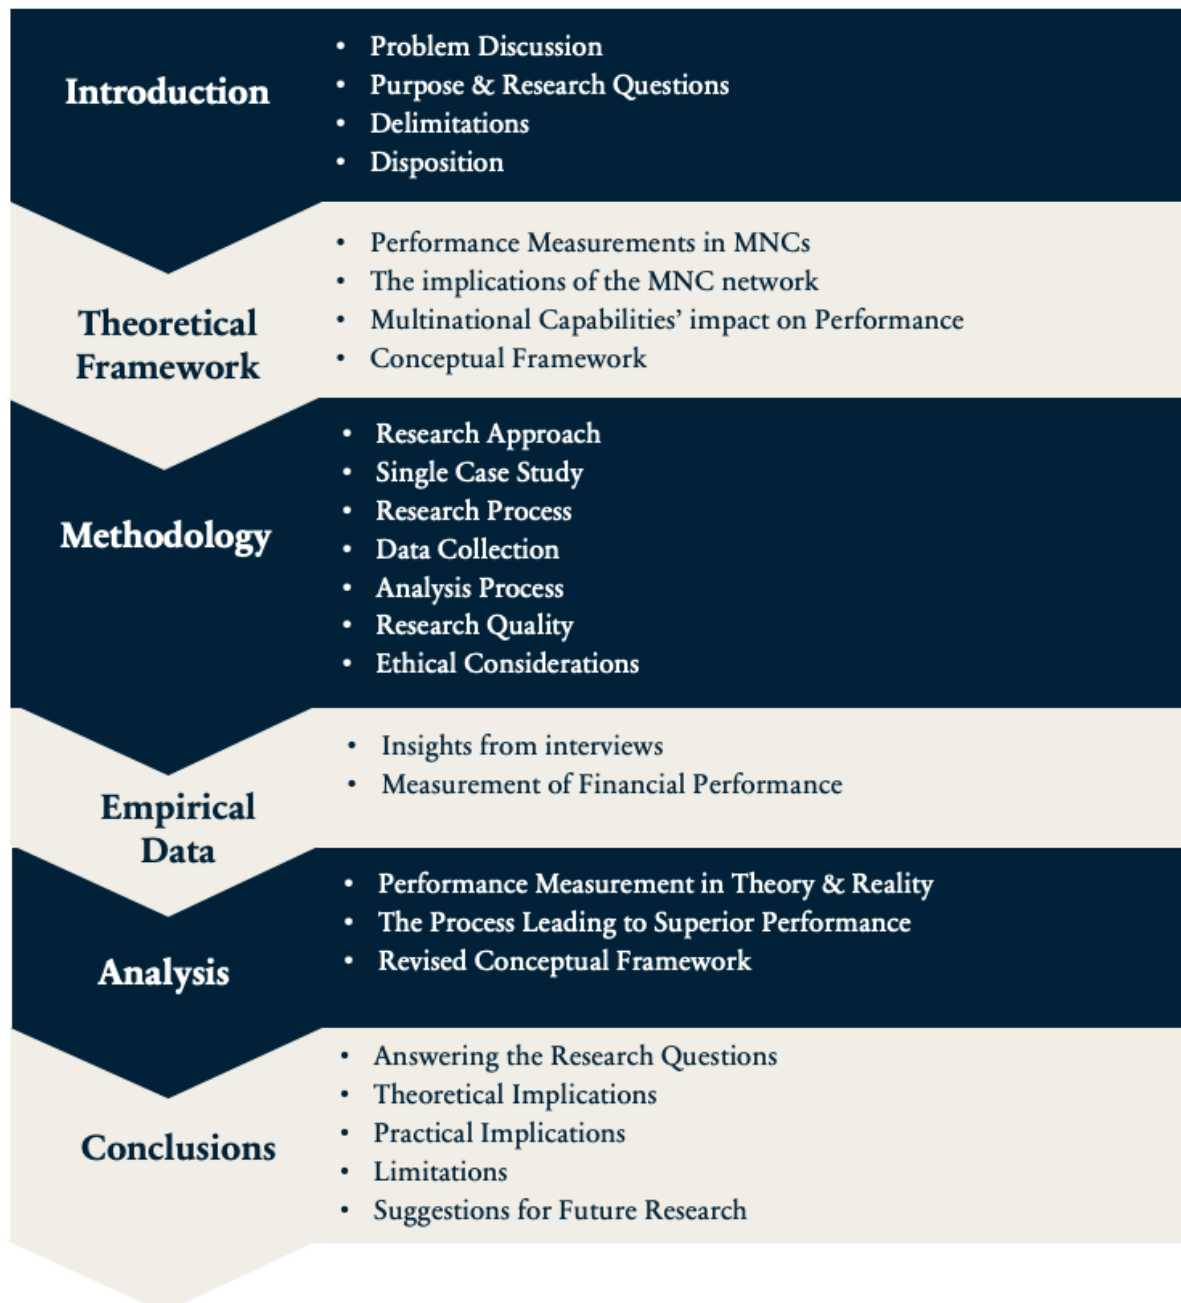 Introduction
• Problem Discussion
• Purpose & Research Questions
• Delimitations
• Disposition
Theoretical
Framework
• Performance Measurements in MNCs
• The implications of the MNC network
• Multinational Capabilities’ impact on Performance
• Conceptual Framework
Methodology
• Research Approach
• Single Case Study
• Research Process
• Data Collection
• Analysis Process
• Research Quality
• Ethical Considerations
Empirical
Data
• Insights from interviews
• Measurement of Financial Performance
Analysis
• Performance Measurement in Theory & Reality
• The Process Leading to Superior Performance
• Revised Conceptual Framework
Conclusions
• Answering the Research Questions
• Theoretical Implications
• Practical Implications
• Limitations
• Suggestions for Future Research